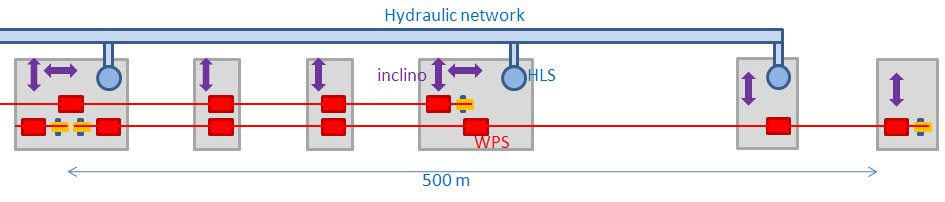 Hydraulic network
inclino
HLS
WPS
500 m